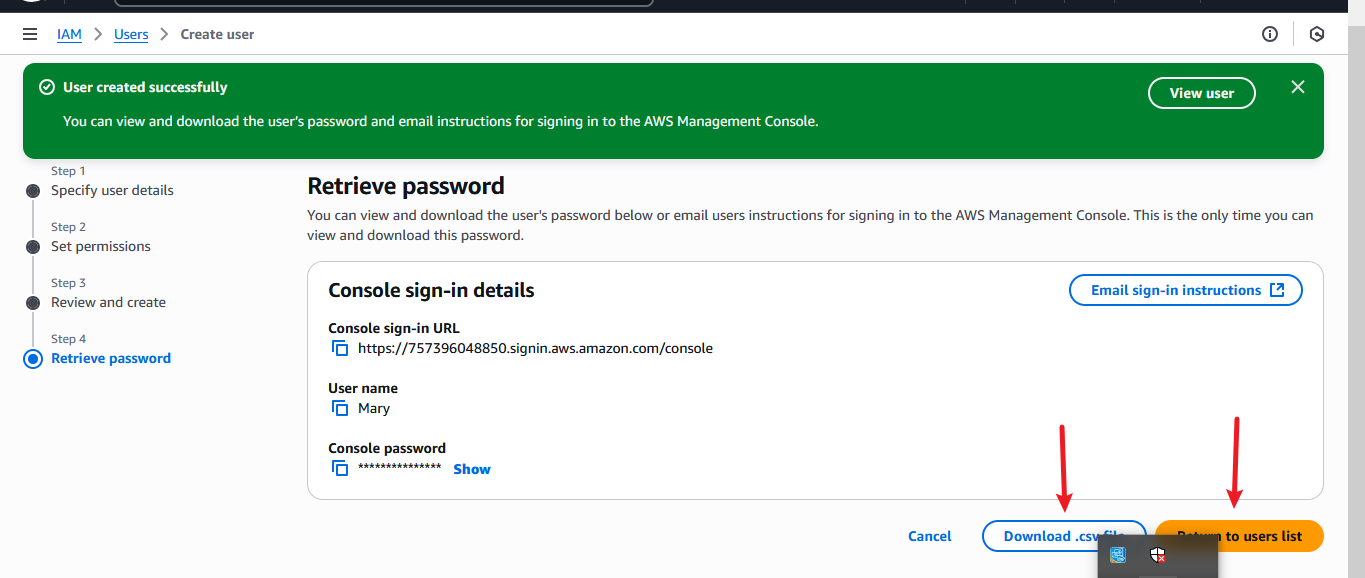 IAM > Users > Create user
User created successfully
View user
You can view and download the user's password and email instructions for signing in to the AWS Management Console.
Step 1
Specify user details
Step 2
Set permissions
Step 3
Review and create
Step 4
Retrieve password
Retrieve password
You can view and download the user's password below or email users instructions for signing in to the AWS Management Console. This is the only time you can
view and download this password.
Console sign-in details
Email sign-in instructions
Console sign-in URL
https://757396048850.signin.aws.amazon.com/console
User name
Mary
Console password
*************** Show
Cancel
Download .csv file
Return to users list